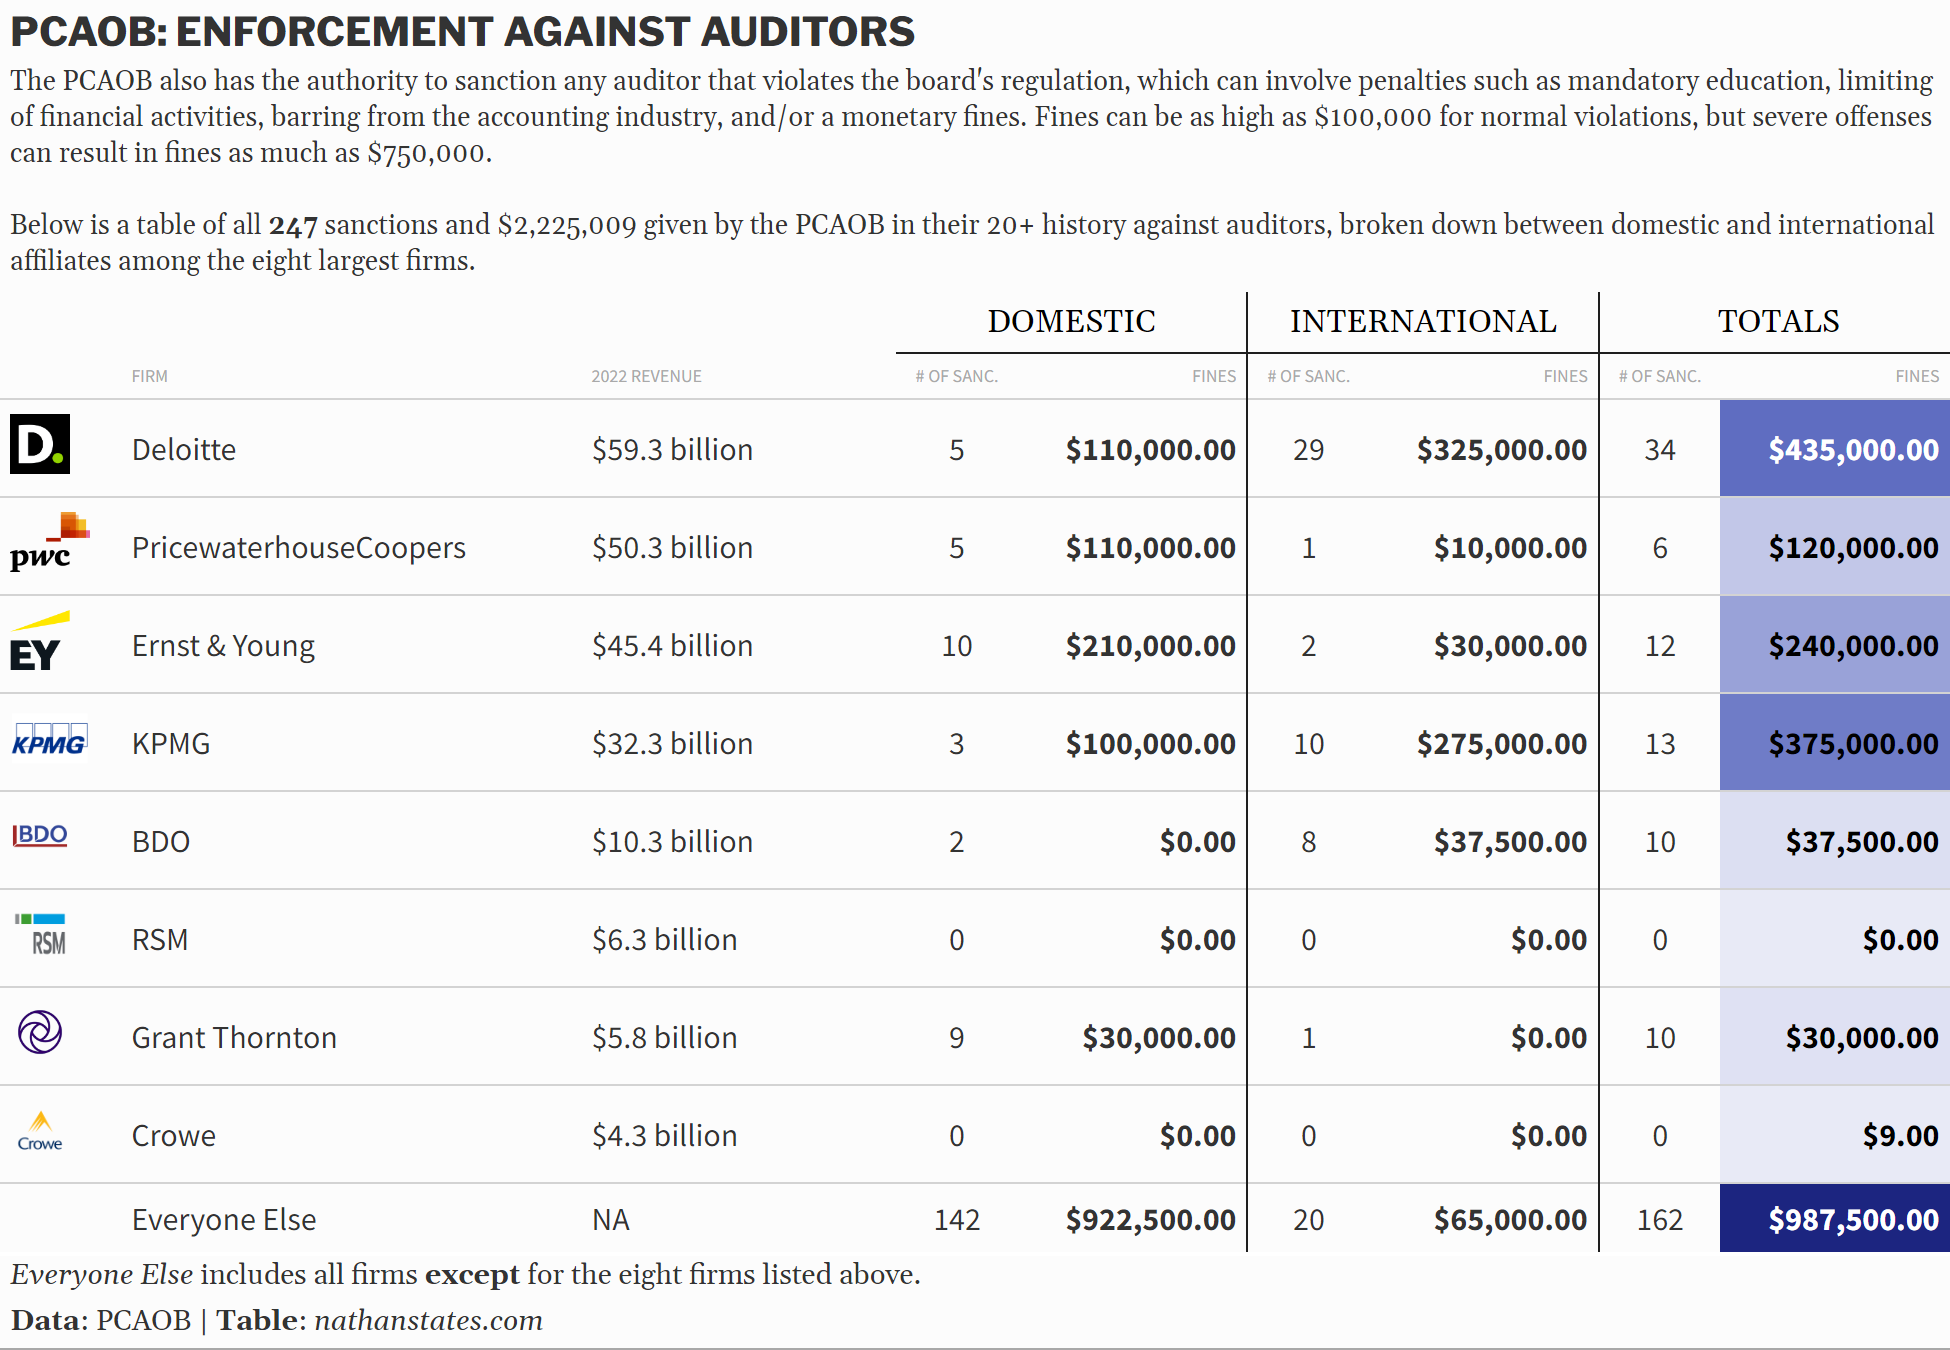 PCAOB: ENFORCEMENT AGAINST AUDITORS
The PCAOB also has the authority to sanction any auditor that violates the board's regulation, which can involve penalties such as mandatory education, limiting
of financial activities, barring from the accounting industry, and/or a monetary fines. Fines can be as high as $100,000 for normal violations, but severe offenses
can result in fines as much as $750,000.
Below is a table of all 247 sanctions and $2,225,009 given by the PCAOB in their 20+ history against auditors, broken down between domestic and international
affiliates among the eight largest firms.
DOMESTIC INTERNATIONAL TOTALS
FIRM 2022 REVENUE # OF SANC. FINES # OF SANC. FINES # OF SANC. FINES
D. Deloitte $59.3 billion 5 $110,000.00 29 $325,000.00 34 $435,000.00
pwc PricewaterhouseCoopers $50.3 billion 5 $110,000.00 1 $10,000.00 6 $120,000.00
EY Ernst & Young $45.4 billion 10 $210,000.00 2 $30,000.00 12 $240,000.00
KPMG KPMG $32.3 billion 3 $100,000.00 10 $275,000.00 13 $375,000.00
BDO BDO $10.3 billion 2 $0.00 8 $37,500.00 10 $37,500.00
RSM RSM $6.3 billion 0 $0.00 0 $0.00 0 $0.00
Grant Thornton $5.8 billion 9 $30,000.00 1 $0.00 10 $30,000.00
Crowe Crowe $4.3 billion 0 $0.00 0 $0.00 0 $9.00
Everyone Else NA 142 $922,500.00 20 $65,000.00 162 $987,500.00
Everyone Else includes all firms except for the eight firms listed above.
Data: PCAOB | Table: nathanstates.com